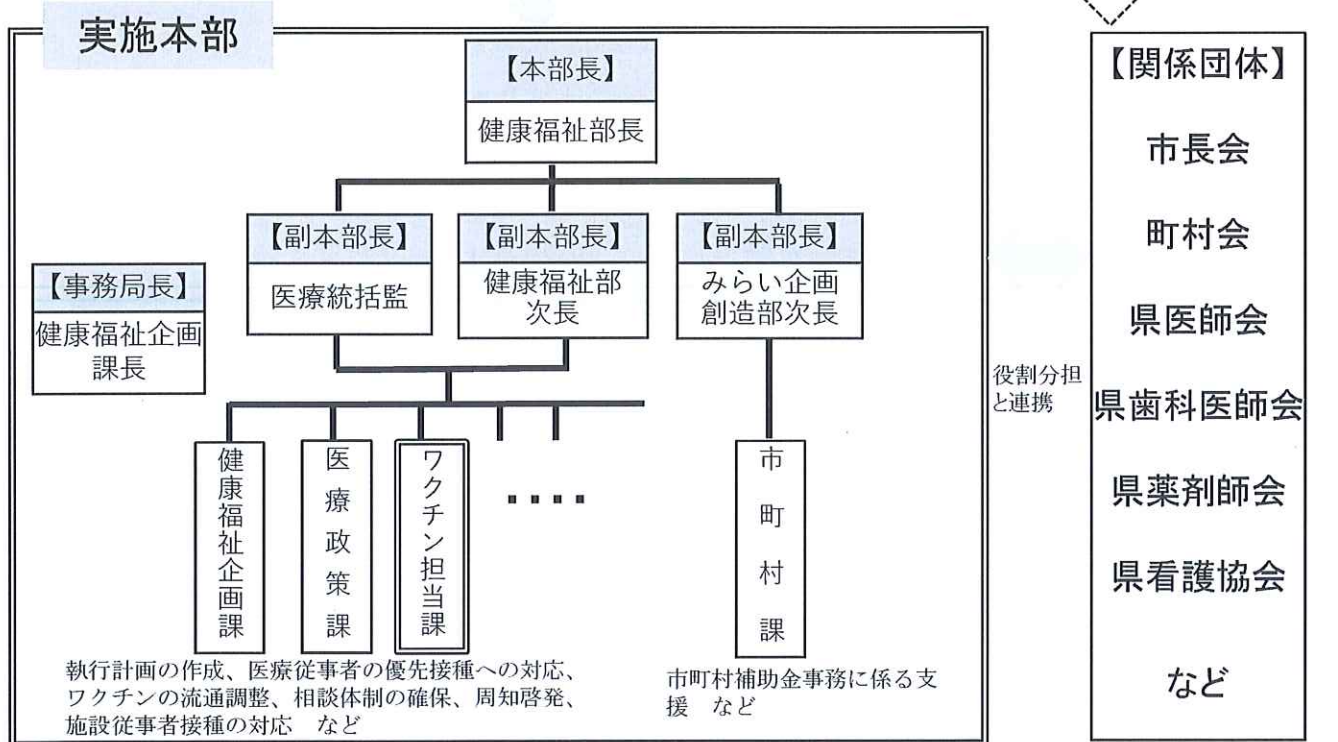 実施本部
【本部長】
健康福祉部長
【副本部長】
医療統括監
【副本部長】
健康福祉部
次長
【副本部長】
みらい企画
創造部次長
【事務局長】
健康福祉企画
課長
健康福祉企画課
医療政策課
ワクチン担当課
‥‥
市町村課
執行計画の作成、医療従事者の優先接種への対応、
ワクチンの流通調整、相談体制の確保、周知啓発、
施設従事者接種の対応　など
市町村補助金事務に係る支
援　など
役割分担
と連携
【関係団体】
市長会
町村会
県医師会
県歯科医師会
県薬剤師会
県看護協会
など